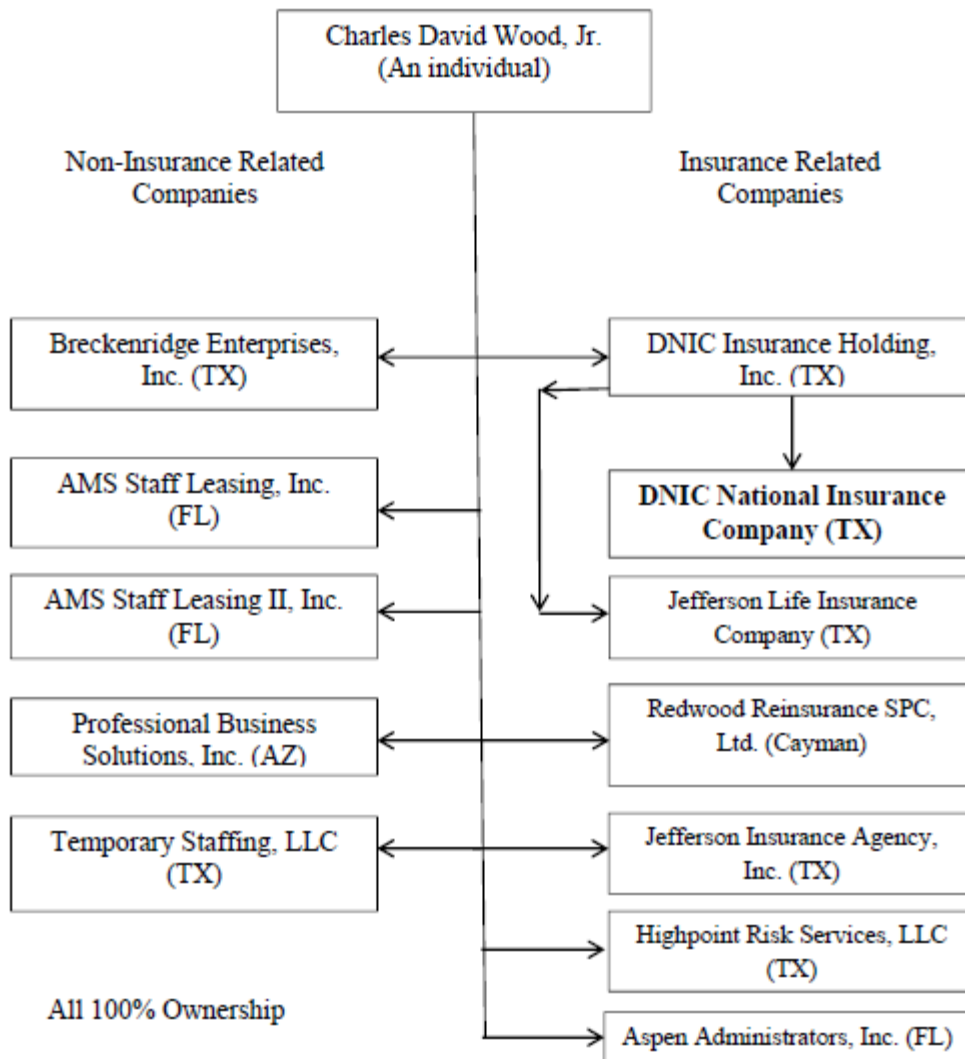 Charles David Wood, Jr.
(An individual)
Non-Insurance Related
Companies
Insurance Related
Companies
Breckenridge Enterprises,
Inc. (TX)
DNIC Insurance Holding,
Inc. (TX)
AMS Staff Leasing, Inc.
(FL)
DNIC National Insurance
Company (TX)
AMS Staff Leasing II, Inc.
(FL)
Jefferson Life Insurance
Company (TX)
Professional Business
Solutions, Inc. (AZ)
Redwood Reinsurance SPC,
Ltd. (Cayman)
Temporary Staffing, LLC
(TX)
Jefferson Insurance Agency,
Inc. (TX)
Highpoint Risk Services, LLC
(TX)
All 100% Ownership
Aspen Administrators, Inc. (FL)